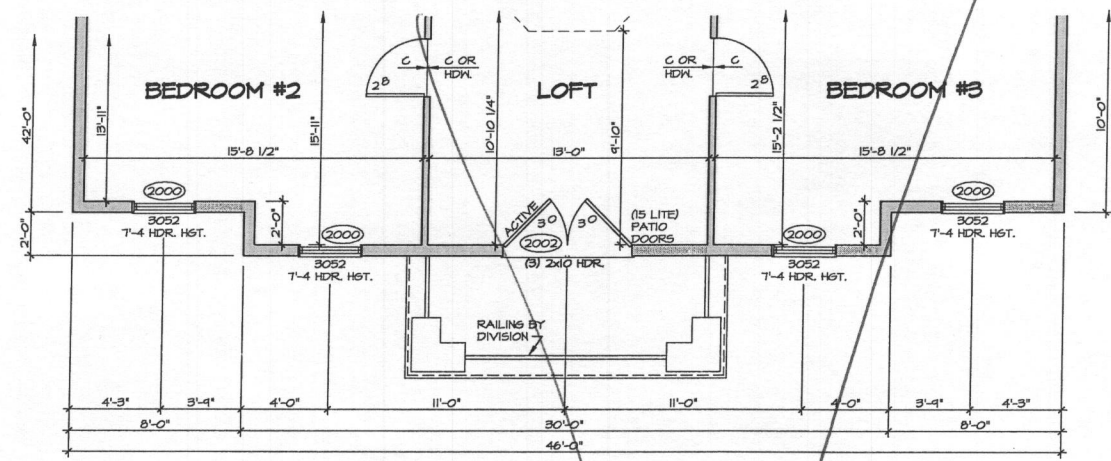 C
C OR
HDW.
2⁸
C OR
HDW.
C
2⁸
BEDROOM #2
LOFT
BEDROOM #3
42'-0"
13'-11"
15'-11"
10'-10 1/4"
9'-10"
15'-2 1/2"
10'-0"
15'-8 1/2"
13'-0"
15'-8 1/2"
2000
3052
7'-4 HDR. HGT.
2'-0"
2'-0"
2000
3052
7'-4 HDR. HGT.
ACTIVE
3⁰
3⁰
2002
(3) 2x10 HDR.
(15 LITE)
PATIO
DOORS
2000
3052
7'-4 HDR. HGT.
2'-0"
2000
3052
7'-4 HDR. HGT.
RAILING BY
DIVISION 7
4'-3"
3'-9"
4'-0"
11'-0"
11'-0"
4'-0"
3'-9"
4'-3"
8'-0"
30'-0"
8'-0"
46'-0"